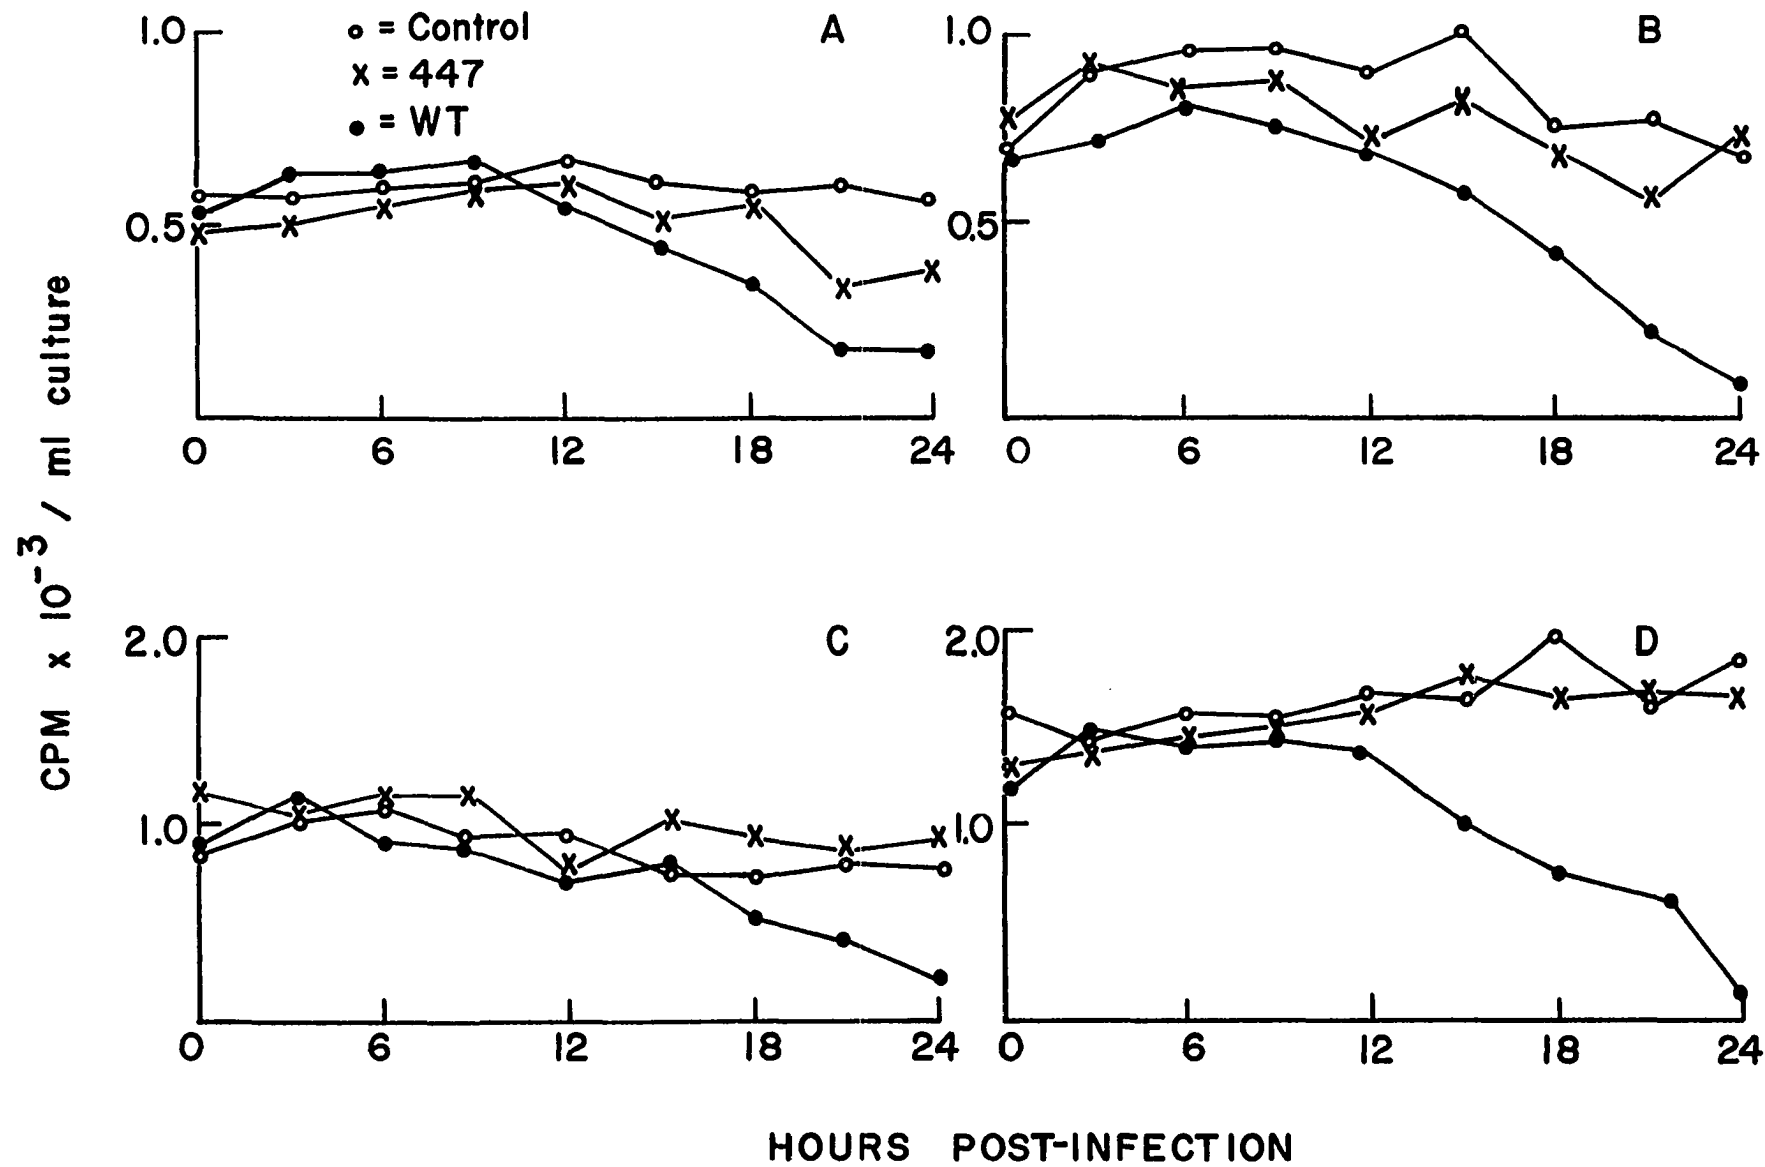 1.0 A
o = Control
x = 447
● = WT
0.5
0 6 12 18 24
1.0 B
0.5
0 6 12 18 24
CPM x 10⁻³ / ml culture
2.0 C
1.0
0 6 12 18 24
2.0 D
1.0
0 6 12 18 24
HOURS POST-INFECTION